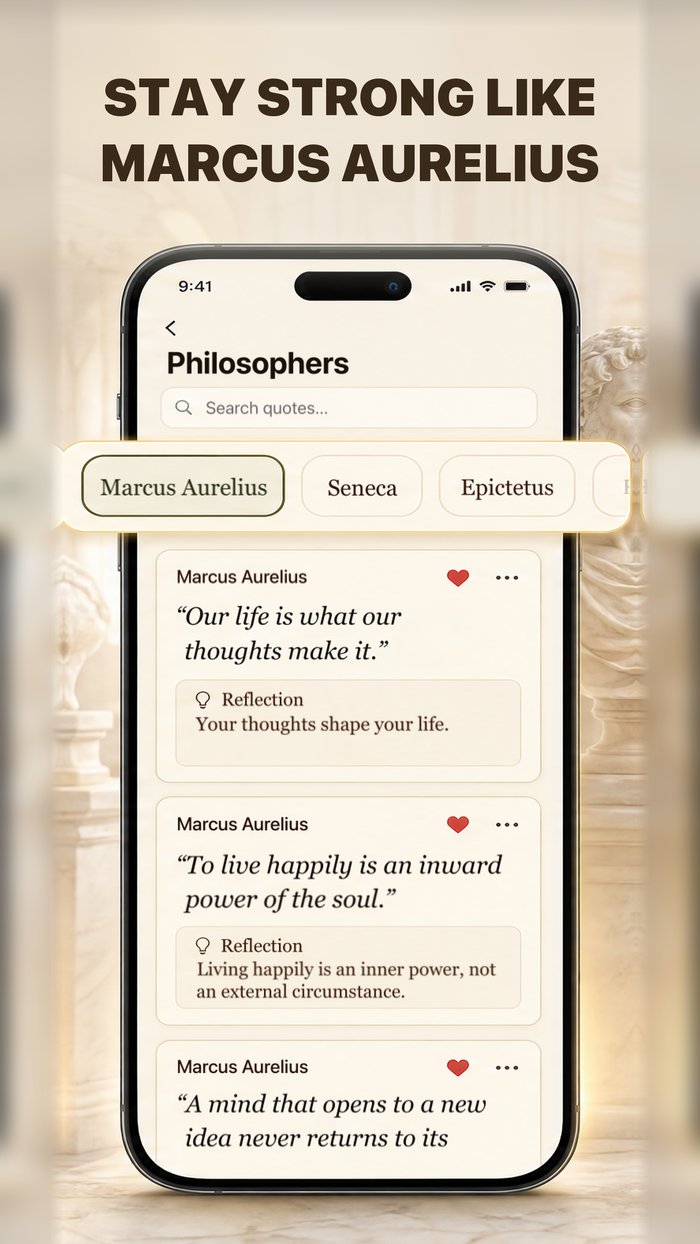 STAY STRONG LIKE
MARCUS AURELIUS
9:41
Philosophers
Search quotes...
Marcus Aurelius
Seneca
Epictetus
Marcus Aurelius
“Our life is what our
thoughts make it.”
Reflection
Your thoughts shape your life.
Marcus Aurelius
“To live happily is an inward
power of the soul.”
Reflection
Living happily is an inner power, not
an external circumstance.
Marcus Aurelius
“A mind that opens to a new
idea never returns to its